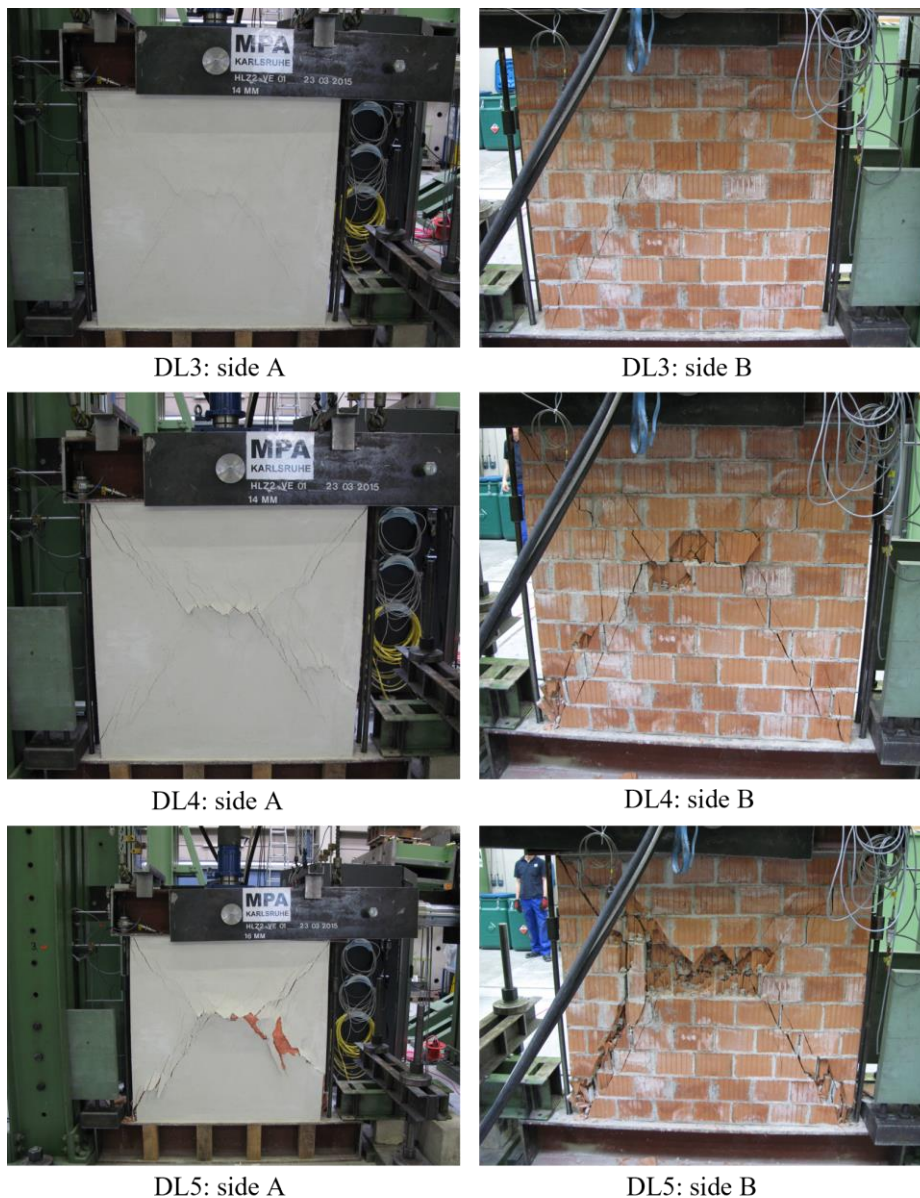 MPA
KARLSRUHE
HLZ2-VE 01 23 03 2015
14 MM
DL3: side A
DL3: side B
MPA
KARLSRUHE
HLZ2-VE 01 23 03 2015
14 MM
DL4: side A
DL4: side B
MPA
KARLSRUHE
HLZ2-VE 01 23 03 2015
16 MM
DL5: side A
DL5: side B